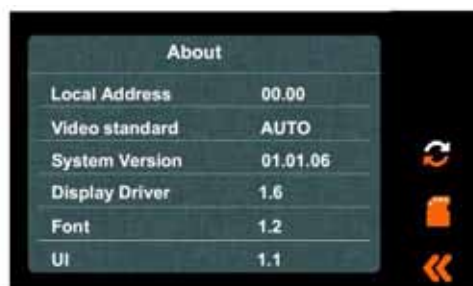 About
Local Address 00.00
Video standard AUTO
System Version 01.01.06
Display Driver 1.6
Font 1.2
UI 1.1